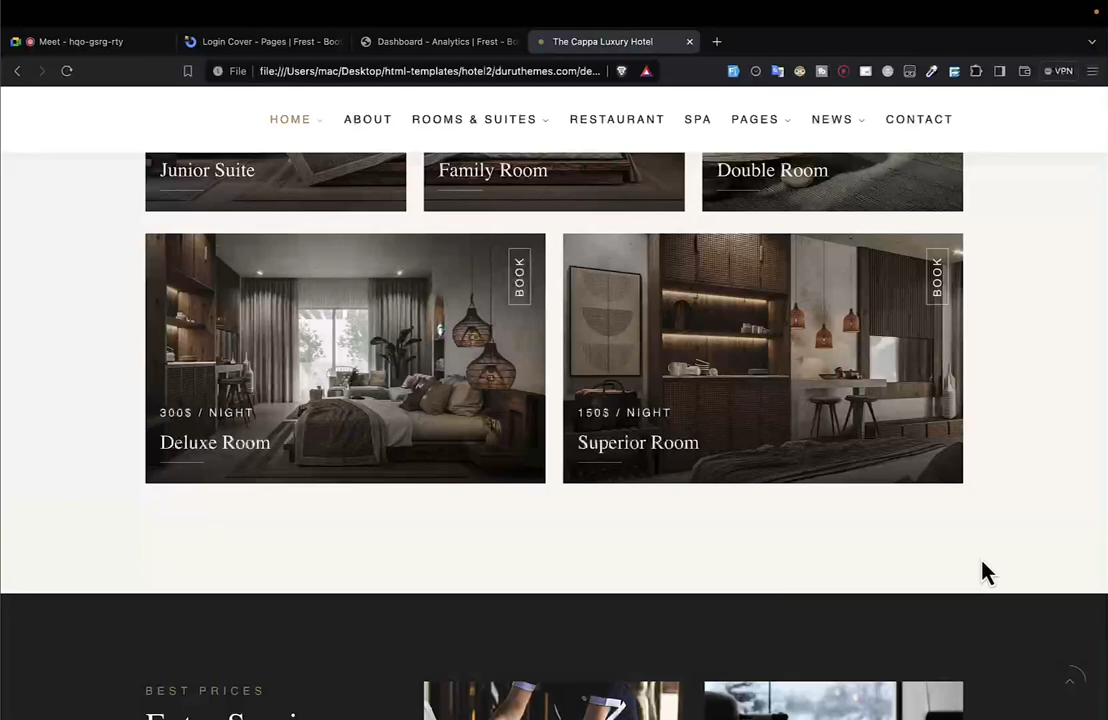 Meet - hqo-gsrg-rty
Login Cover - Pages | Frest - Boo
Dashboard - Analytics | Frest - Bo
The Cappa Luxury Hotel
File
file:///Users/mac/Desktop/html-templates/hotel2/duruthemes.com/de...
VPN
HOME ABOUT ROOMS & SUITES RESTAURANT SPA PAGES NEWS CONTACT
Junior Suite
Family Room
Double Room
BOOK
300$ / NIGHT
Deluxe Room
BOOK
150$ / NIGHT
Superior Room
BEST PRICES